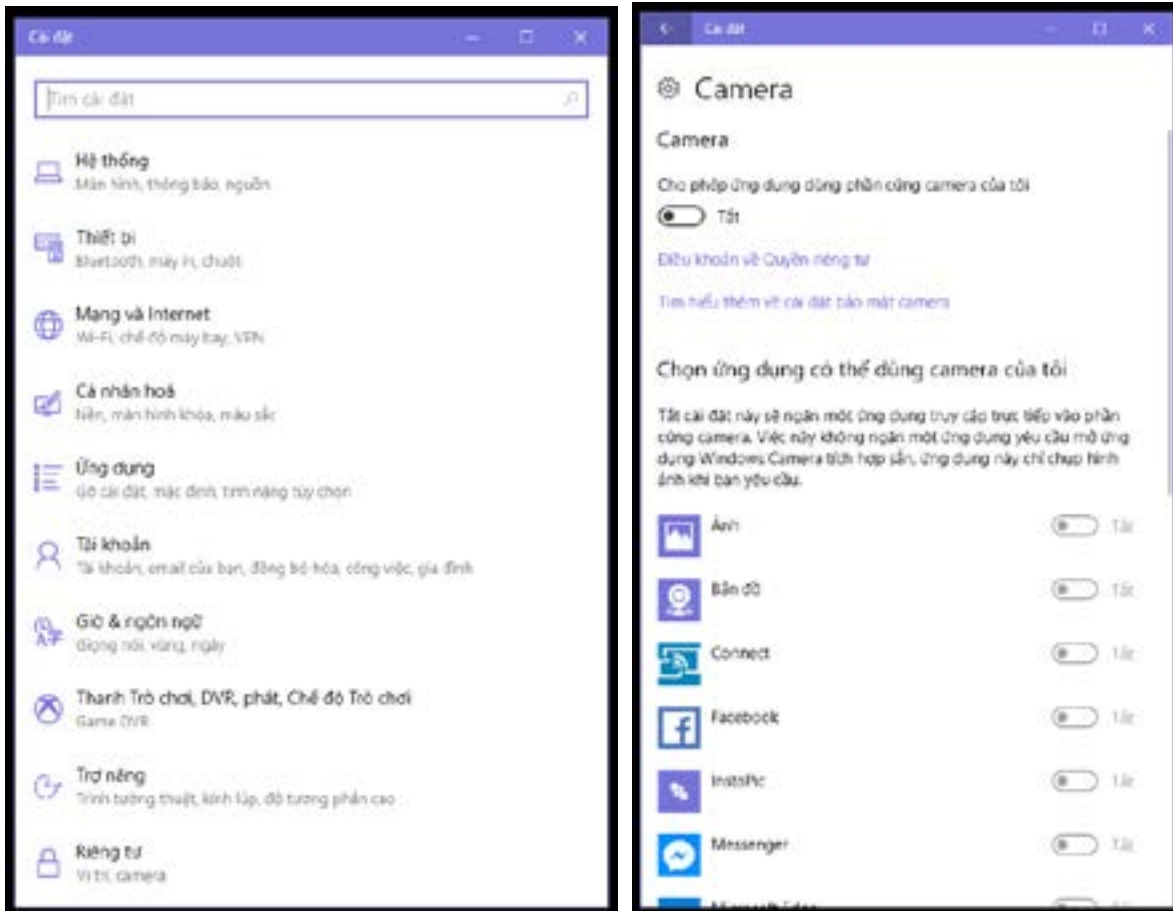 Cài đặt
Tìm cài đặt
Hệ thống
Màn hình, thông báo, nguồn
Thiết bị
Bluetooth, máy in, chuột
Mạng và Internet
Wi-Fi, chế độ máy bay, VPN
Cá nhân hoá
Nền, màn hình khóa, màu sắc
Ứng dụng
Gỡ cài đặt, mặc định, tính năng tùy chọn
Tài khoản
Tài khoản, email của bạn, đồng bộ hóa, công việc, gia đình
Giờ & ngôn ngữ
Giọng nói, vùng, ngày
Thanh Trò chơi, DVR, phát, Chế độ Trò chơi
Game DVR
Trợ năng
Trình tường thuật, kính lúp, độ tương phản cao
Riêng tư
Vị trí, camera
Cài đặt
Camera
Camera
Cho phép ứng dụng dùng phần cứng camera của tôi
Tắt
Điều khoản về Quyền riêng tư
Tìm hiểu thêm về cài đặt bảo mật camera
Chọn ứng dụng có thể dùng camera của tôi
Tắt cài đặt này sẽ ngăn một ứng dụng truy cập trực tiếp vào phần
cứng camera. Việc này không ngăn một ứng dụng yêu cầu mở ứng
dụng Windows Camera tích hợp sẵn, ứng dụng này chỉ chụp hình
ảnh khi bạn yêu cầu.
Ảnh Tắt
Bản đồ Tắt
Connect Tắt
Facebook Tắt
InstaPic Tắt
Messenger Tắt